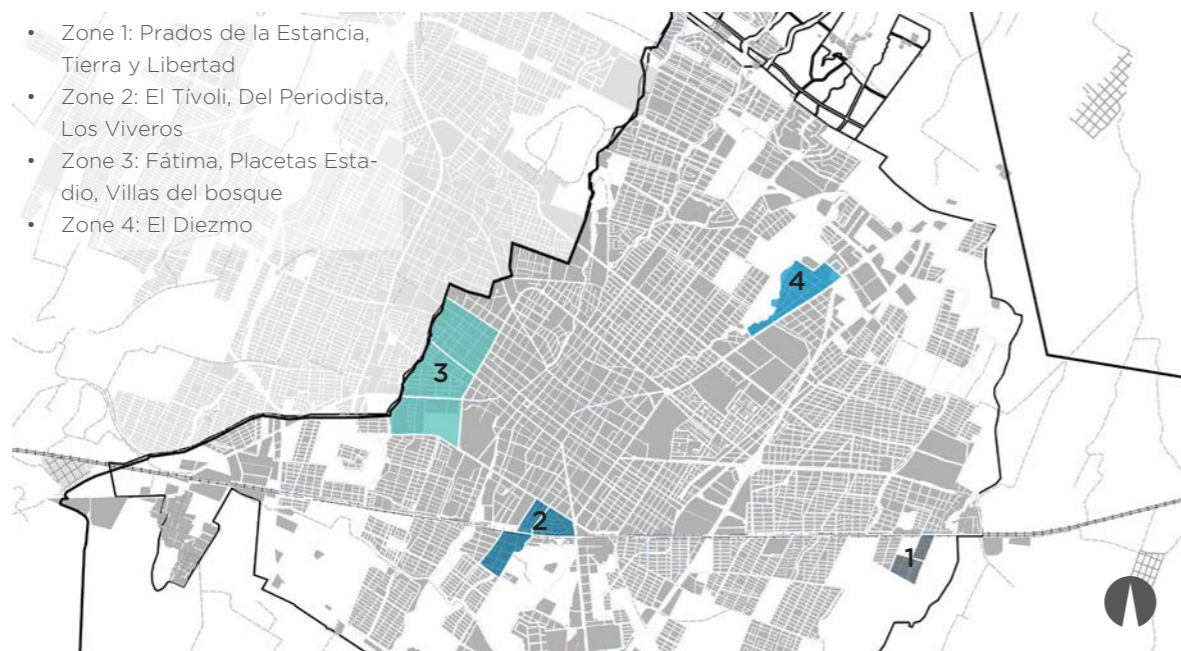 • Zone 1: Prados de la Estancia,
Tierra y Libertad
• Zone 2: El Tívoli, Del Periodista,
Los Viveros
• Zone 3: Fátima, Placetas Esta-
dio, Villas del bosque
• Zone 4: El Diezmo
4
3
2
1